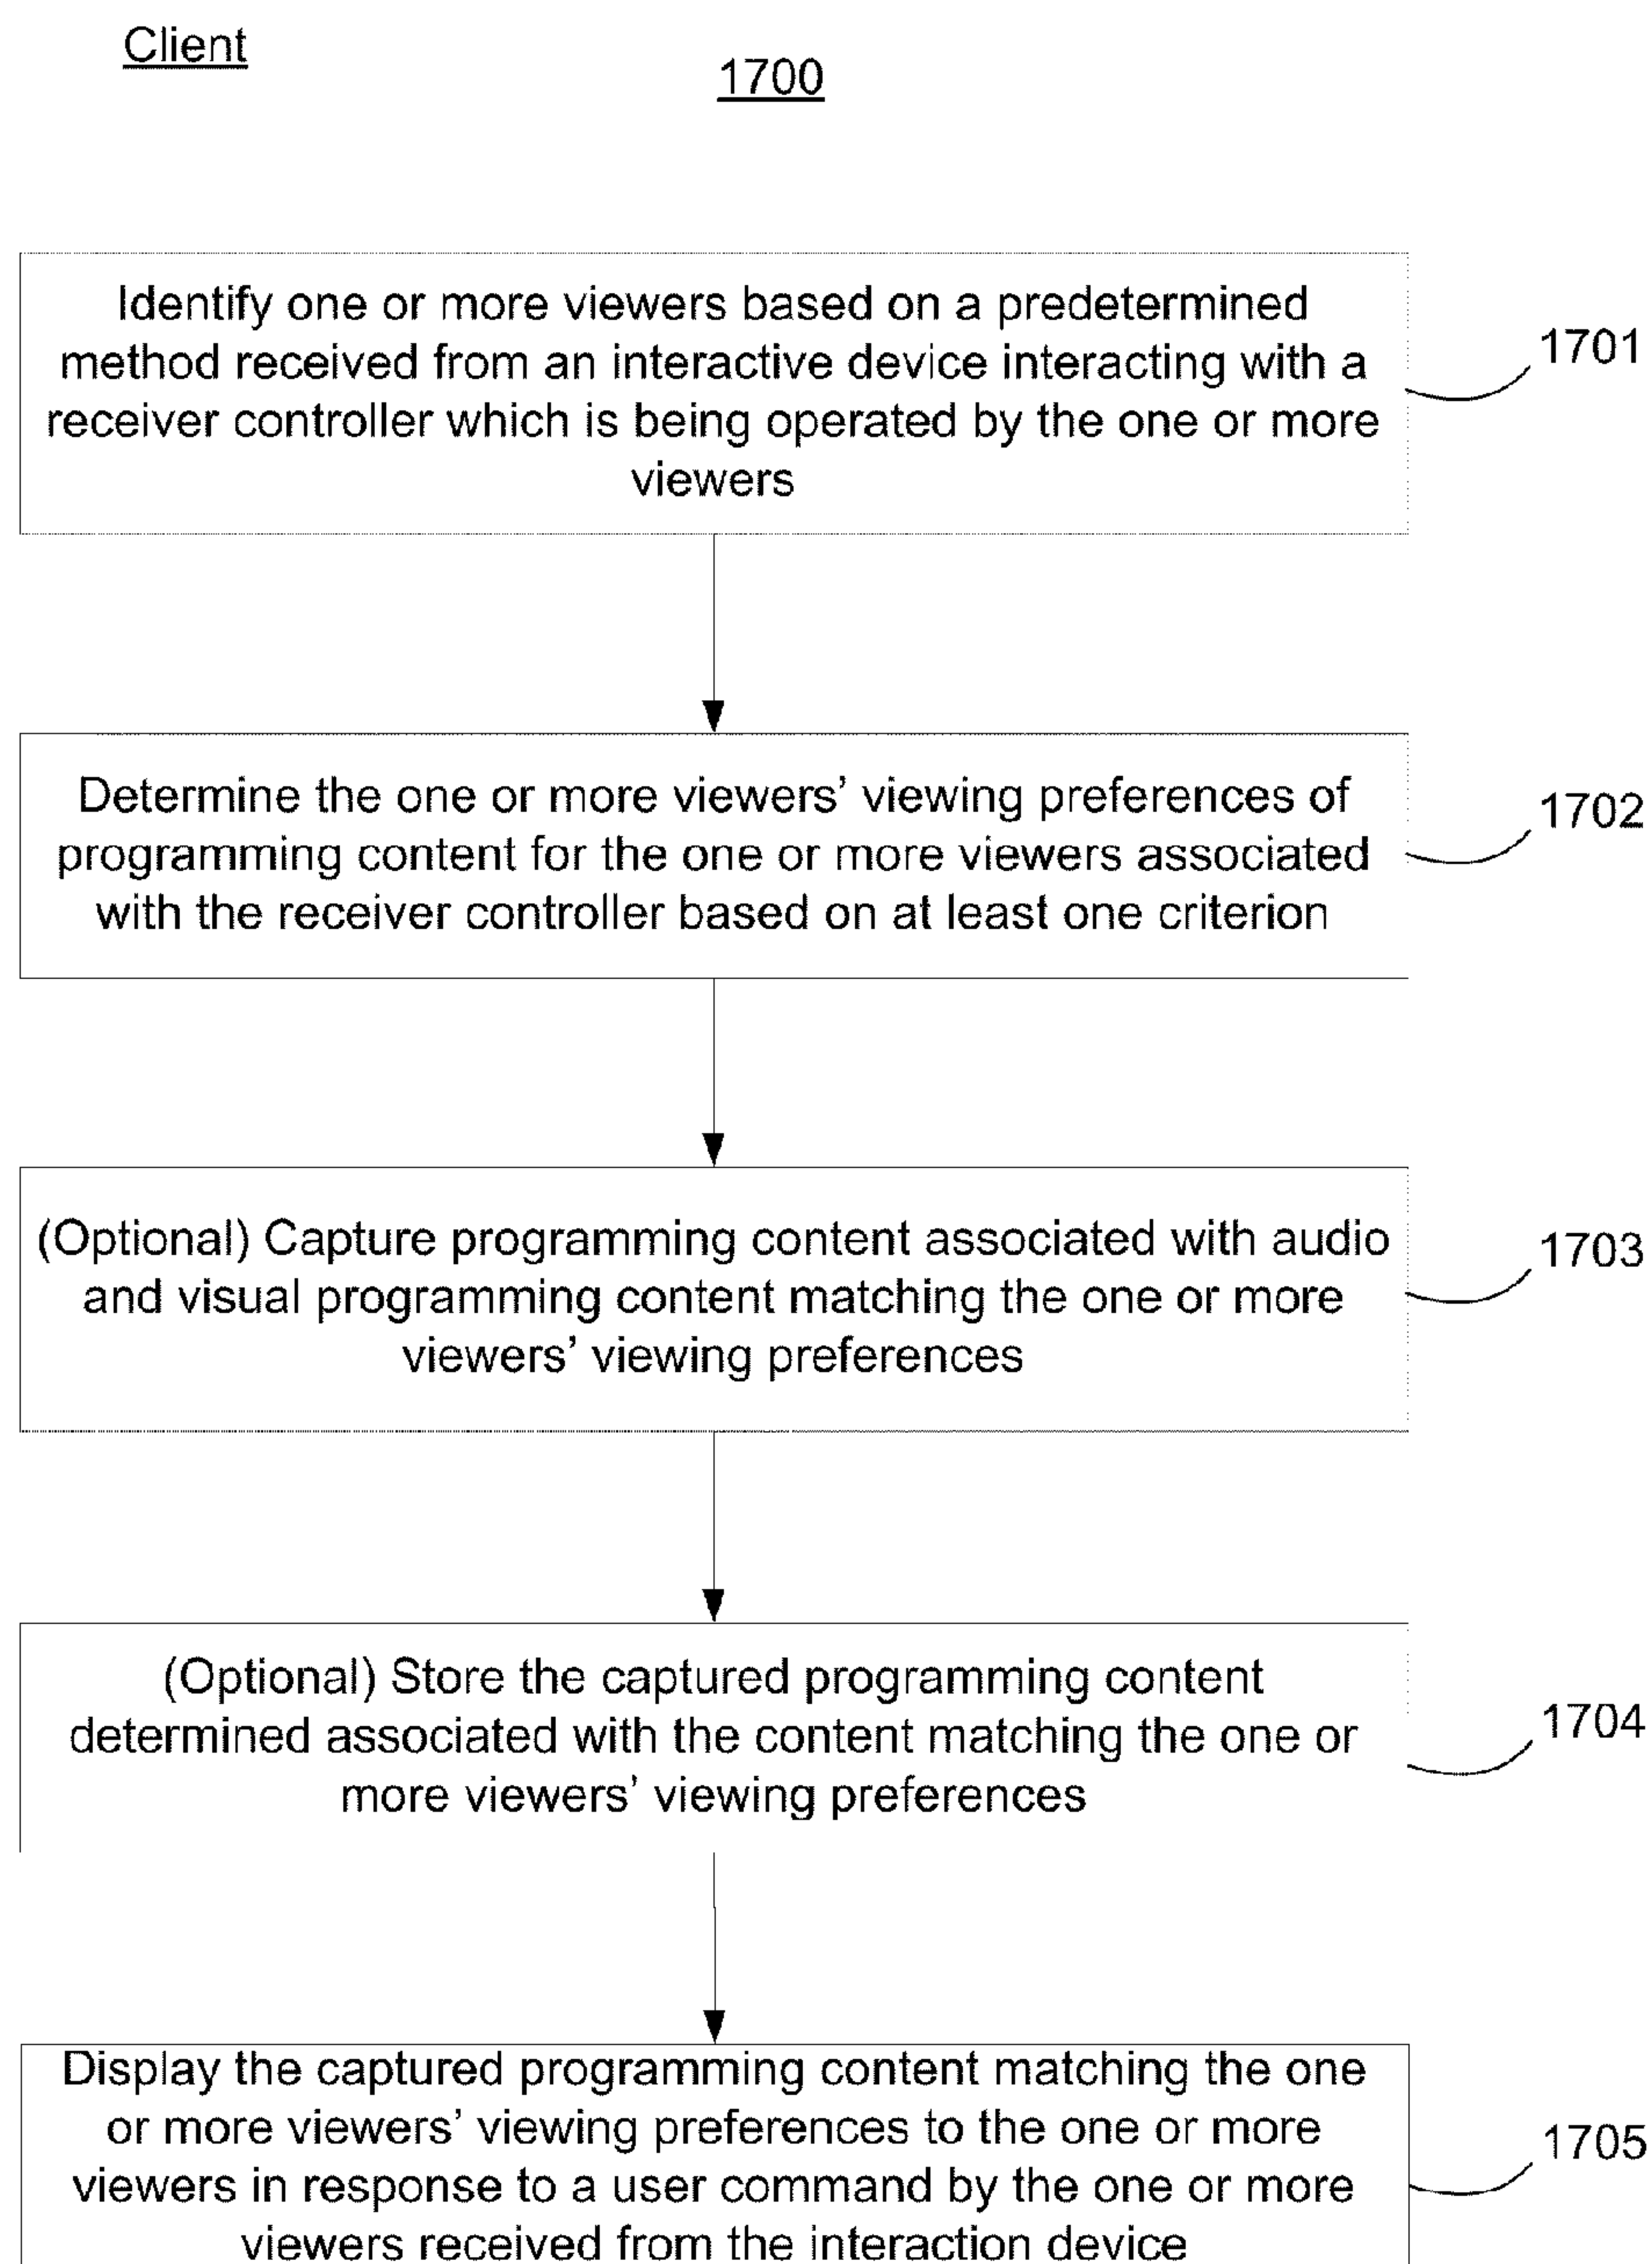 Client
1700
Identify one or more viewers based on a predetermined
method received from an interactive device interacting with a
receiver controller which is being operated by the one or more
viewers
1701
Determine the one or more viewers’ viewing preferences of
programming content for the one or more viewers associated
with the receiver controller based on at least one criterion
1702
(Optional) Capture programming content associated with audio
and visual programming content matching the one or more
viewers’ viewing preferences
1703
(Optional) Store the captured programming content
determined associated with the content matching the one or
more viewers’ viewing preferences
1704
Display the captured programming content matching the one
or more viewers’ viewing preferences to the one or more
viewers in response to a user command by the one or more
viewers received from the interaction device
1705